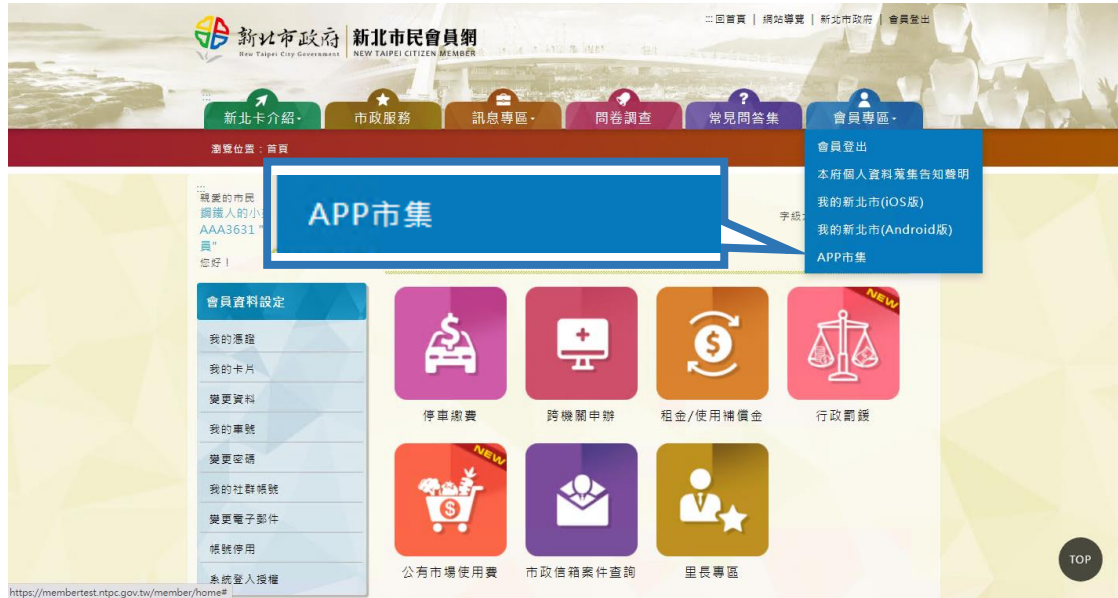 :::回首頁 | 網站導覽 | 新北市政府 | 會員登出
新北市政府
New Taipei City Government
新北市民會員網
NEW TAIPEI CITIZEN MEMBER
:::
新北卡介紹
市政服務
訊息專區
問卷調查
常見問答集
會員專區
瀏覽位置：首頁
會員登出
本府個人資料蒐集告知聲明
我的新北市(iOS版)
我的新北市(Android版)
APP市集
APP市集
:::
親愛的市民
鋼鐵人的小
AAA3631 "
員"
您好！
字級
會員資料設定
我的憑證
我的卡片
變更資料
我的車號
變更密碼
我的社群帳號
變更電子郵件
帳號停用
系統登入授權
停車繳費
跨機關申辦
租金/使用補償金
NEW
行政罰鍰
NEW
公有市場使用費
市政信箱案件查詢
里長專區
TOP
https://membertest.ntpc.gov.tw/member/home#